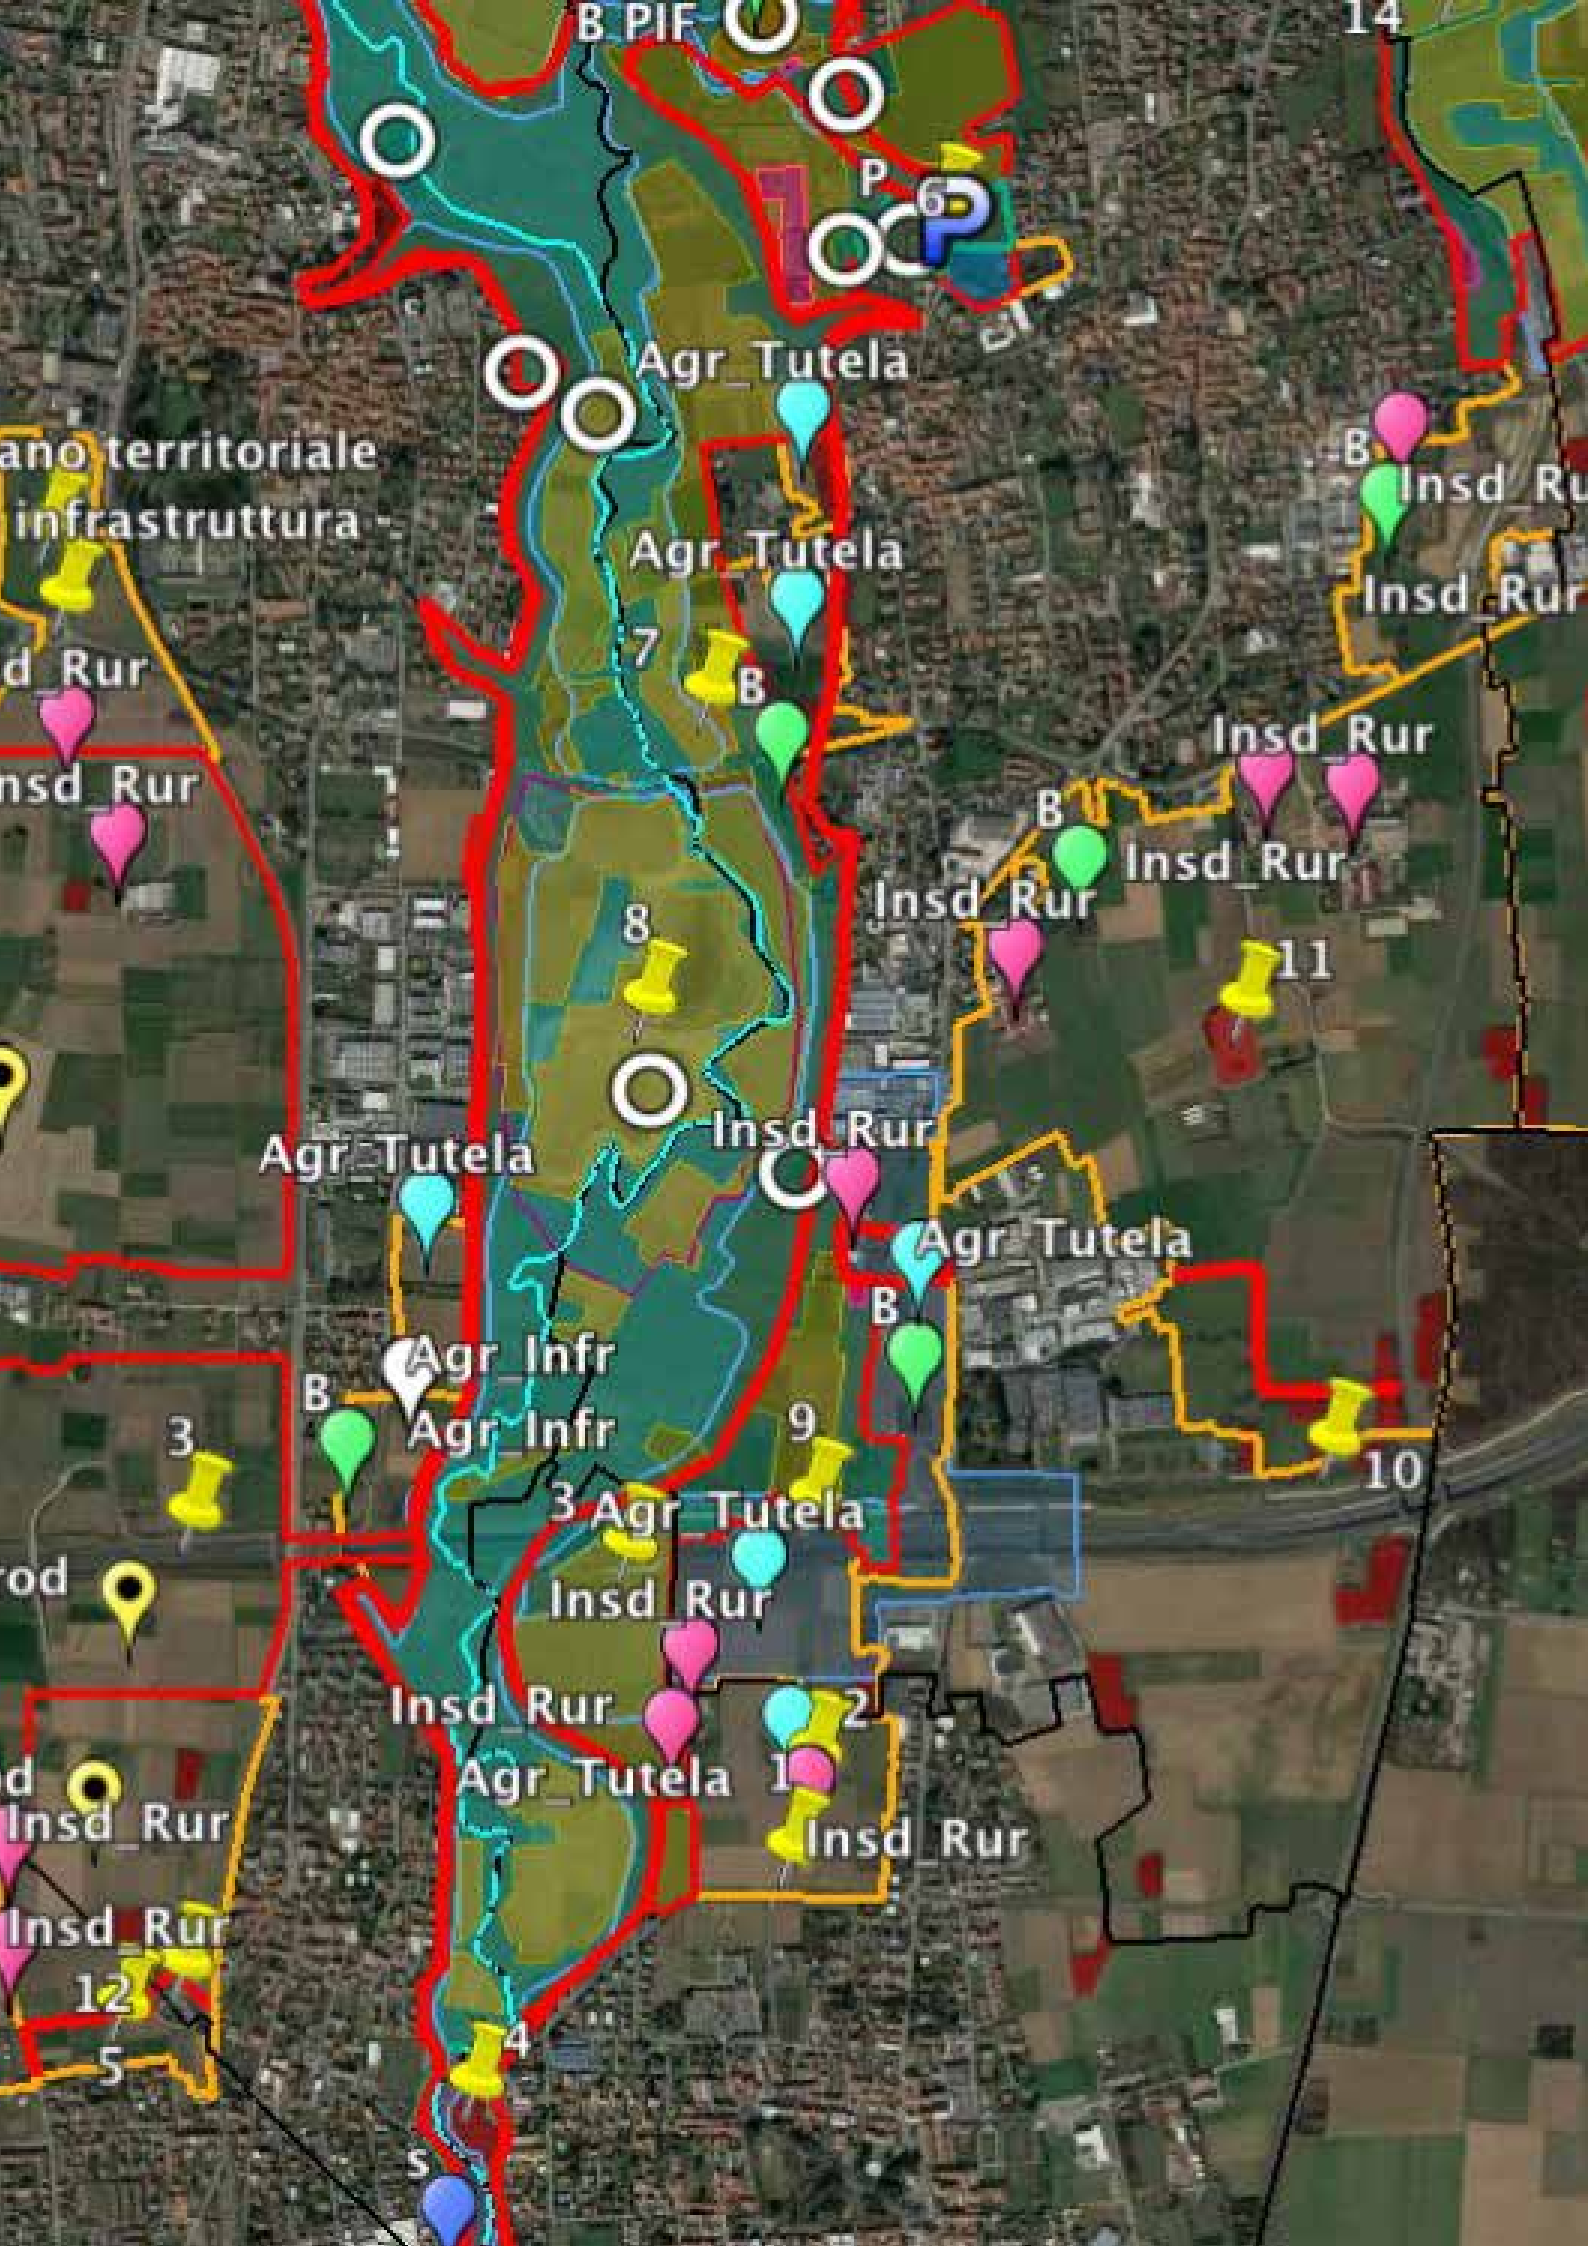 B PIF
14
P
6
Agr_Tutela
ano territoriale
B
Insd_Ru
infrastruttura
Agr_Tutela
Insd_Rur
7
d_Rur
B
Insd_Rur
nsd_Rur
B
Insd_Rur
Insd_Rur
8
11
Insd_Rur
Agr_Tutela
Agr_Tutela
B
Agr_Infr
B
Agr_Infr
3
9
10
3
Agr_Tutela
rod
Insd_Rur
Insd_Rur
2
Agr_Tutela
1
d
Insd_Rur
Insd_Rur
Insd_Rur
12
4
5
s